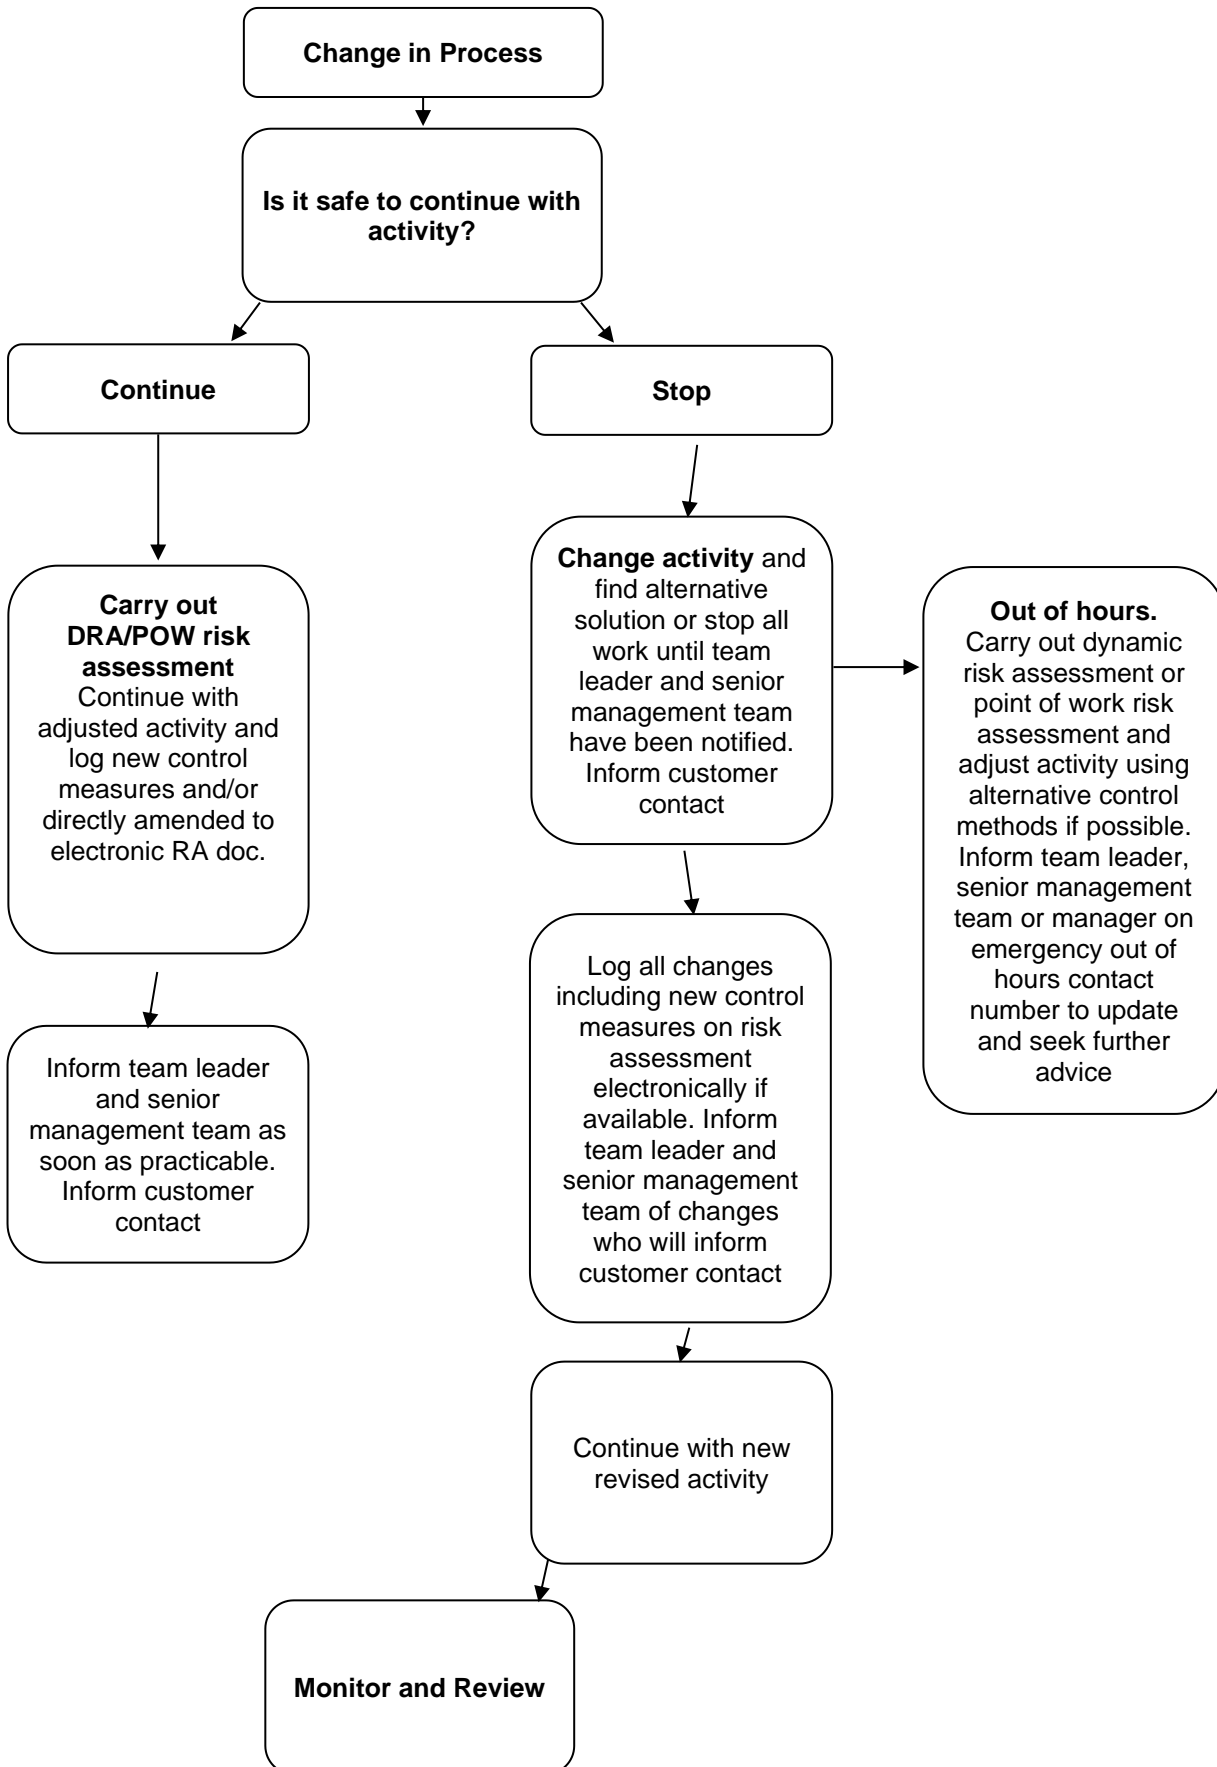 Change in Process
Is it safe to continue with
activity?
Continue
Stop
Carry out
DRA/POW risk
assessment
Continue with
adjusted activity and
log new control
measures and/or
directly amended to
electronic RA doc.
Inform team leader
and senior
management team as
soon as practicable.
Inform customer
contact
Change activity and
find alternative
solution or stop all
work until team
leader and senior
management team
have been notified.
Inform customer
contact
Out of hours.
Carry out dynamic
risk assessment or
point of work risk
assessment and
adjust activity using
alternative control
methods if possible.
Inform team leader,
senior management
team or manager on
emergency out of
hours contact
number to update
and seek further
advice
Log all changes
including new control
measures on risk
assessment
electronically if
available. Inform
team leader and
senior management
team of changes
who will inform
customer contact
Continue with new
revised activity
Monitor and Review